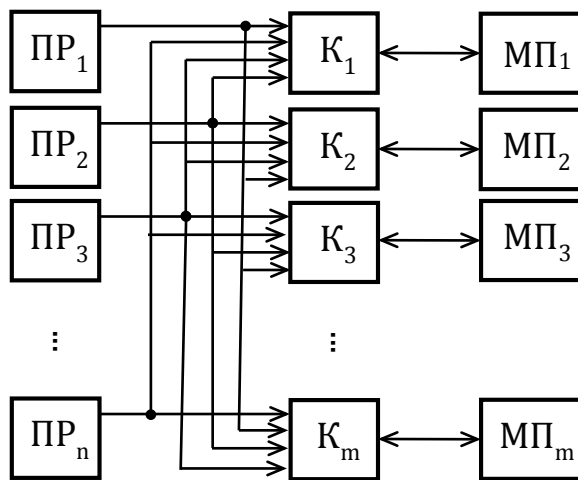 ПР₁ К₁ МП₁
ПР₂ К₂ МП₂
ПР₃ К₃ МП₃
... ...
ПРₙ Кₘ МПₘ